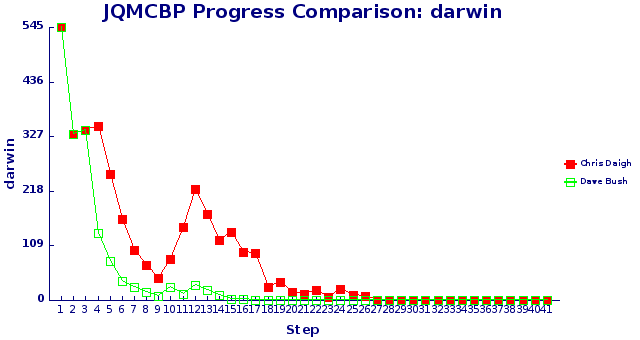 JQMCBP Progress Comparison: darwin
545
436
327
218
109
0
darwin
1 2 3 4 5 6 7 8 9 10 11 12 13 14 15 16 17 18 19 20 21 22 23 24 25 26 27 28 29 30 31 32 33 34 35 36 37 38 39 40 41
Step
Chris Daigh
Dave Bush